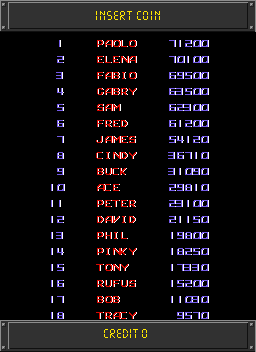 INSERT COIN
1 PAOLO 71200
2 ELENA 70100
3 FABIO 69500
4 GABRY 63500
5 SAM 62900
6 FRED 61200
7 JAMES 54120
8 CINDY 36710
9 BUCK 31090
10 ACE 29810
11 PETER 29100
12 DAVID 21150
13 PHIL 19800
14 PINKY 18250
15 TONY 17930
16 RUFUS 15200
17 BOB 11090
18 TRACY 9570
CREDIT 0